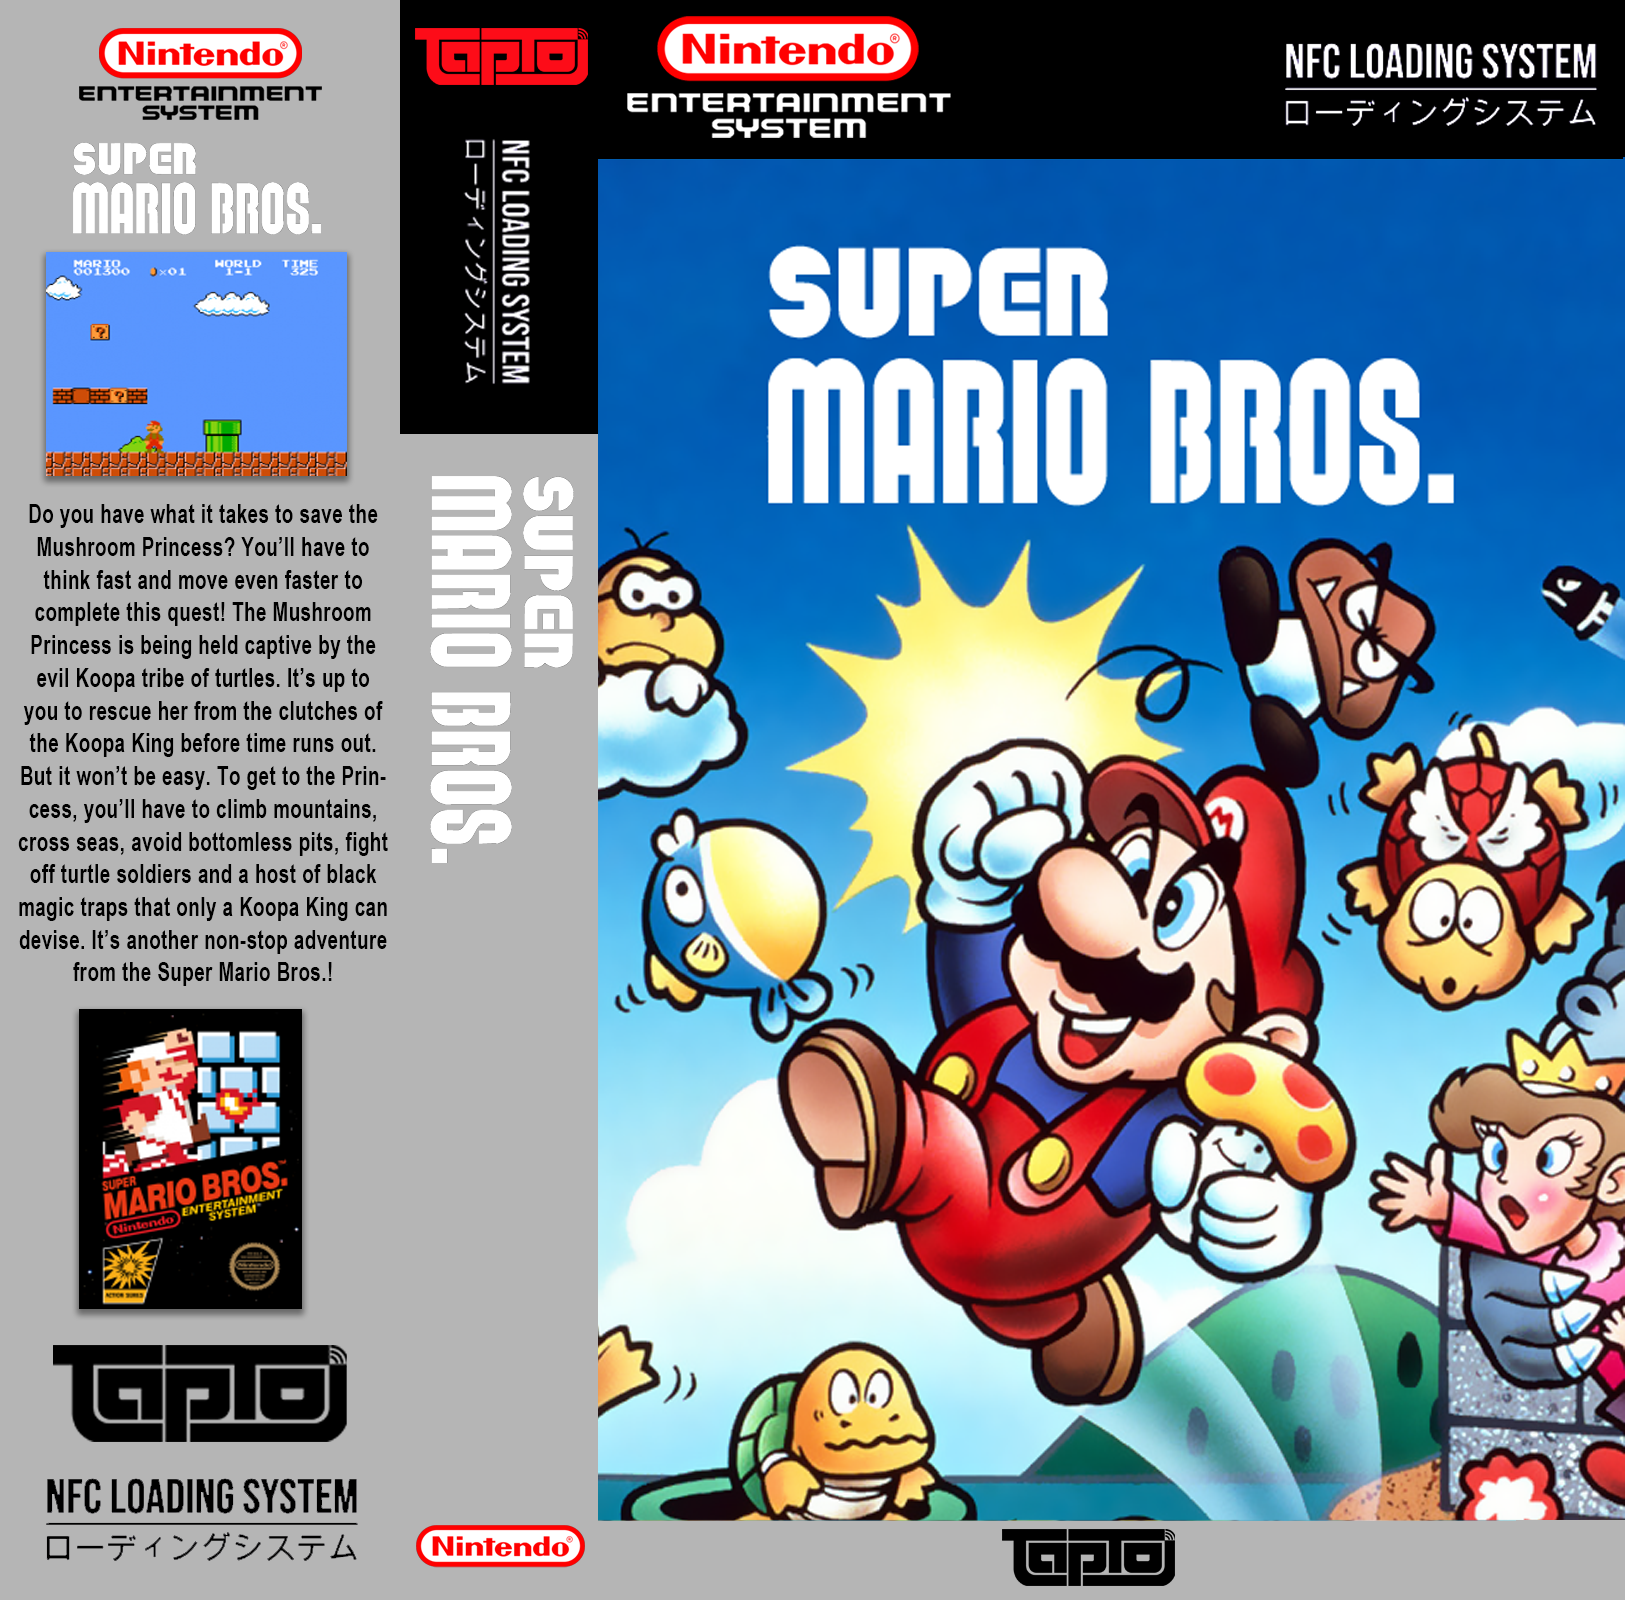 Nintendo®
ENTERTAINMENT
SYSTEM
SUPER
MARIO BROS.
MARIO WORLD TIME
001300 ×01 1-1 325
?
?
Do you have what it takes to save the
Mushroom Princess? You’ll have to
think fast and move even faster to
complete this quest! The Mushroom
Princess is being held captive by the
evil Koopa tribe of turtles. It’s up to
you to rescue her from the clutches of
the Koopa King before time runs out.
But it won’t be easy. To get to the Prin-
cess, you’ll have to climb mountains,
cross seas, avoid bottomless pits, fight
off turtle soldiers and a host of black
magic traps that only a Koopa King can
devise. It’s another non-stop adventure
from the Super Mario Bros.!
SUPER
MARIO BROS.™
Nintendo
ENTERTAINMENT
SYSTEM™
ACTION SERIES
Nintendo
TapTo
NFC LOADING SYSTEM
ローディングシステム
TapTo
NFC LOADING SYSTEM
ローディングシステム
SUPER
MARIO BROS.
Nintendo®
Nintendo®
ENTERTAINMENT
SYSTEM
NFC LOADING SYSTEM
ローディングシステム
SUPER
MARIO BROS.
M
TapTo